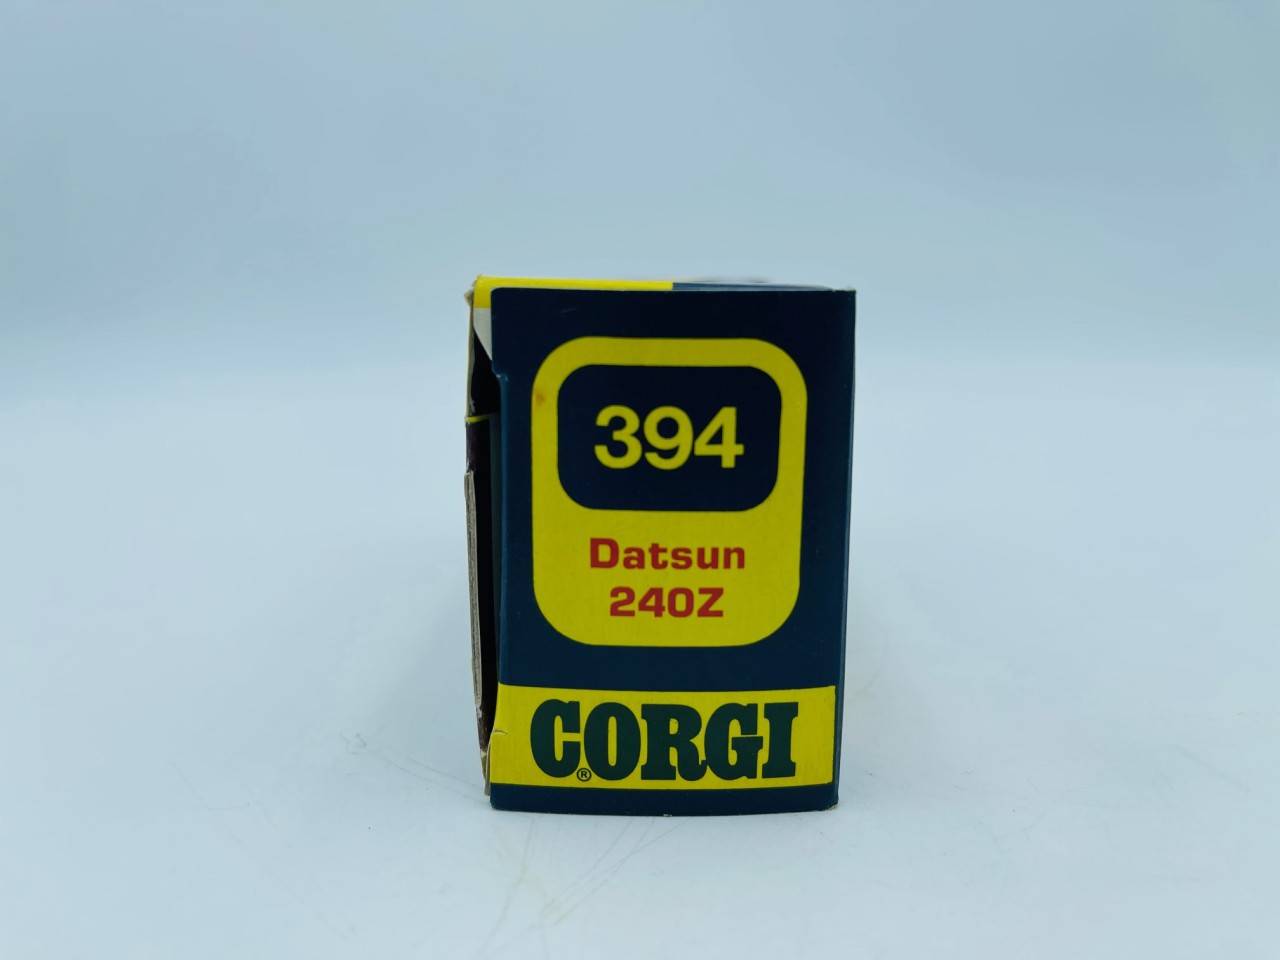 394
Datsun
240Z
CORGI
®